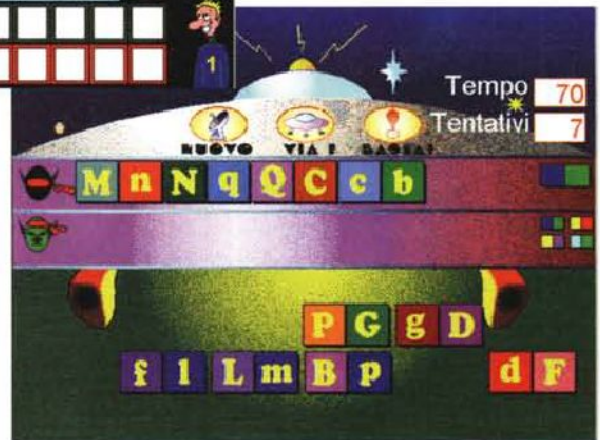 1
Tempo 70
Tentativi 7
NUOVO VIA! BASTA!
M n N q Q C c b
P G g D
f l L m B p d F